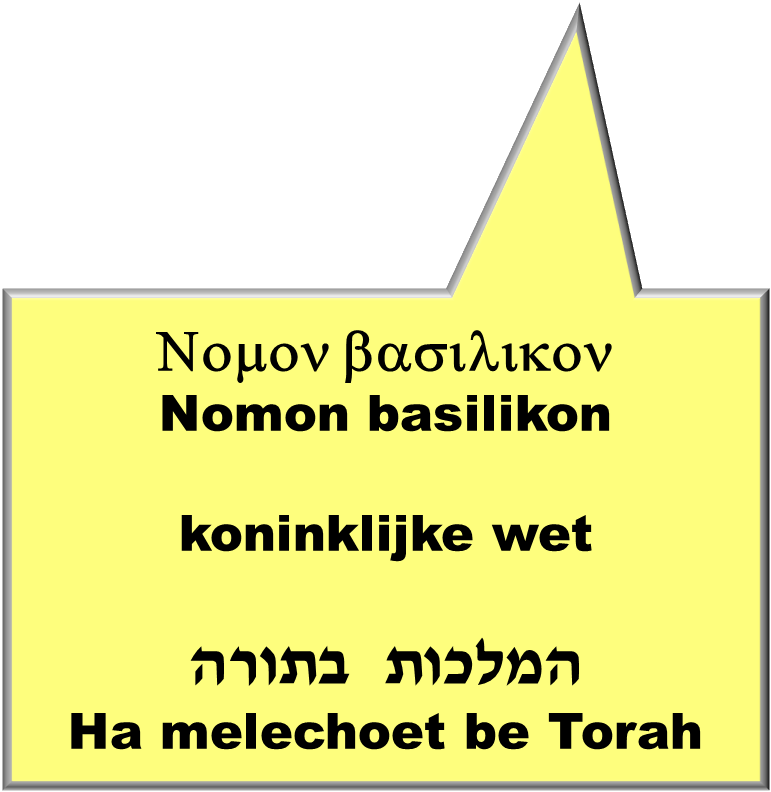 Νομον βασιλικον
Nomon basilikon
koninklijke wet
המלכות בתורה
Ha melechoet be Torah